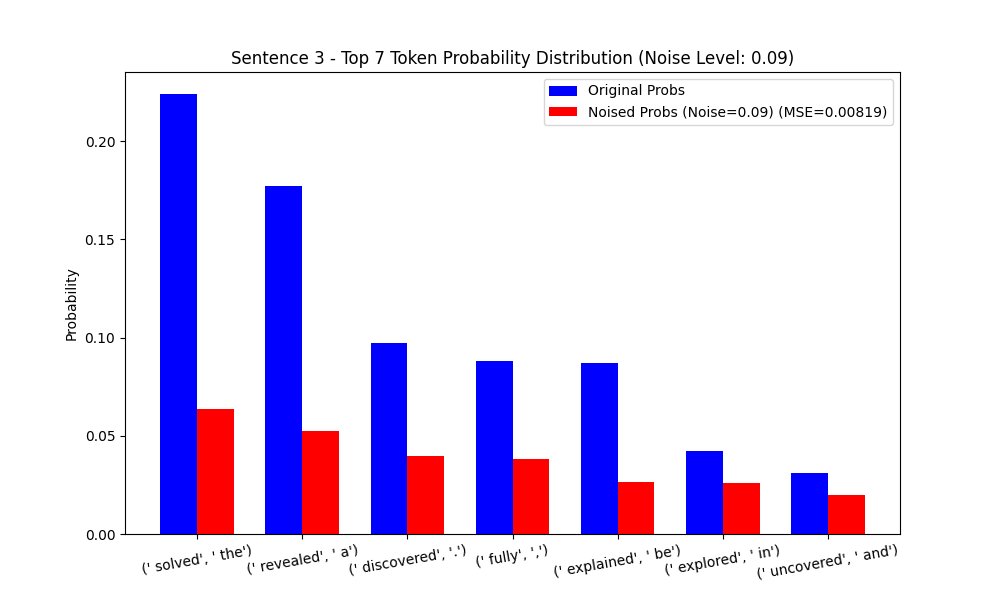 Sentence 3 - Top 7 Token Probability Distribution (Noise Level: 0.09)
Original Probs
Noised Probs (Noise=0.09) (MSE=0.00819)
Probability
0.20
0.15
0.10
0.05
0.00
(' solved', ' the')
(' revealed', ' a')
(' discovered', '.')
(' fully', ',')
(' explained', ' be')
(' explored', ' in')
(' uncovered', ' and')